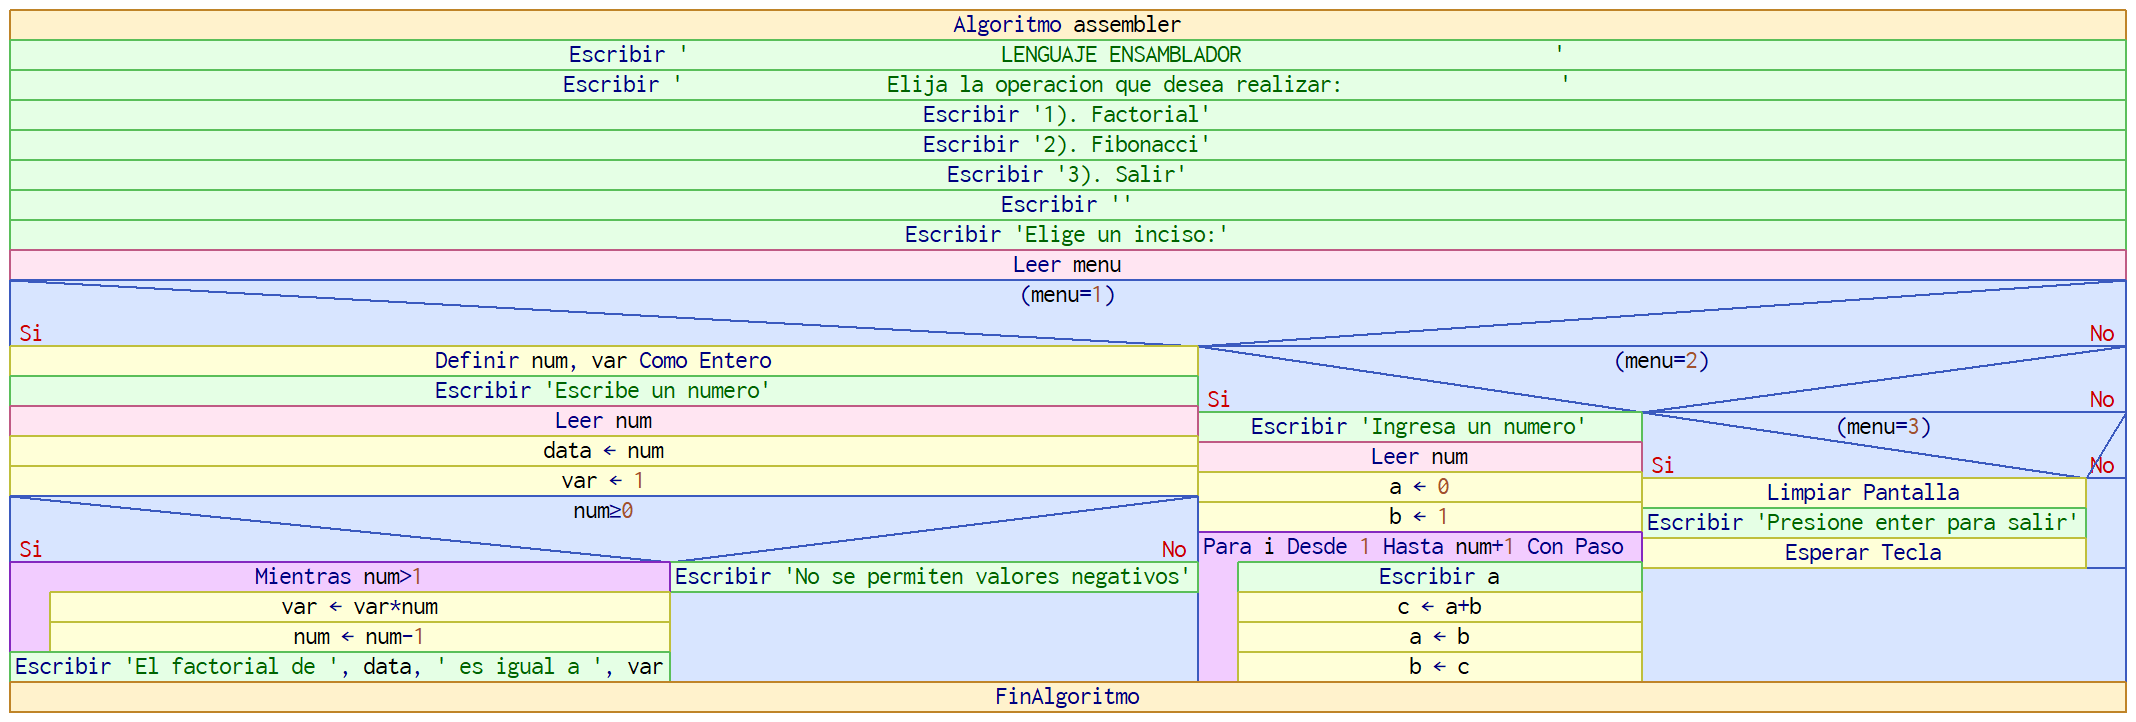 Algoritmo assembler
Escribir '                          LENGUAJE ENSAMBLADOR                          '
Escribir '                 Elija la operacion que desea realizar:                  '
Escribir '1). Factorial'
Escribir '2). Fibonacci'
Escribir '3). Salir'
Escribir ''
Escribir 'Elige un inciso:'
Leer menu
(menu=1)
Si
No
Definir num, var Como Entero
Escribir 'Escribe un numero'
Leer num
data ← num
var ← 1
num≥0
Si
No
Mientras num>1
var ← var*num
num ← num-1
Escribir 'El factorial de ', data, ' es igual a ', var
Escribir 'No se permiten valores negativos'
(menu=2)
Si
No
Escribir 'Ingresa un numero'
Leer num
a ← 0
b ← 1
Para i Desde 1 Hasta num+1 Con Paso
Escribir a
c ← a+b
a ← b
b ← c
(menu=3)
Si
No
Limpiar Pantalla
Escribir 'Presione enter para salir'
Esperar Tecla
FinAlgoritmo